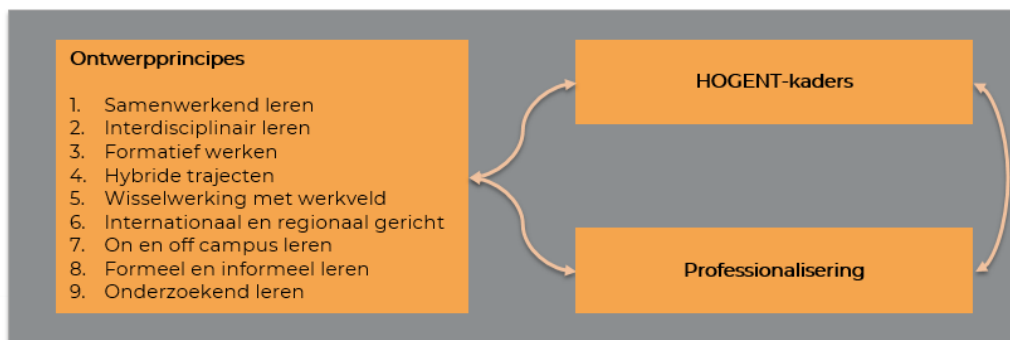 Ontwerpprincipes
1. Samenwerkend leren
2. Interdisciplinair leren
3. Formatief werken
4. Hybride trajecten
5. Wisselwerking met werkveld
6. Internationaal en regionaal gericht
7. On en off campus leren
8. Formeel en informeel leren
9. Onderzoekend leren
HOGENT-kaders
Professionalisering